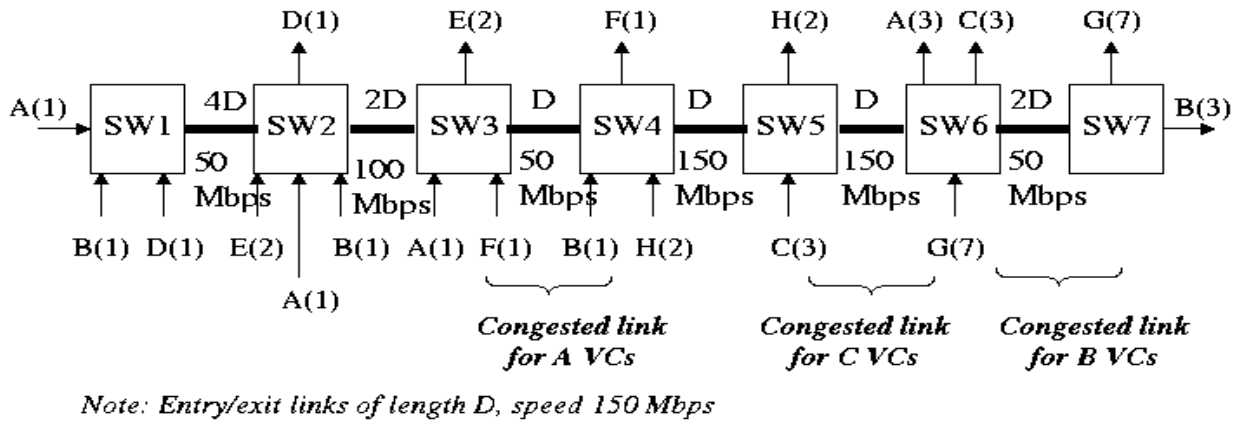 D(1) E(2) F(1) H(2) A(3) C(3) G(7)
A(1) SW1 4D SW2 2D SW3 D SW4 D SW5 D SW6 2D SW7 B(3)
50 Mbps 100 Mbps 50 Mbps 150 Mbps 150 Mbps 50 Mbps
B(1) D(1) E(2) B(1) A(1) F(1) B(1) H(2) C(3) G(7)
A(1)
Congested link for A VCs
Congested link for C VCs
Congested link for B VCs
Note: Entry/exit links of length D, speed 150 Mbps